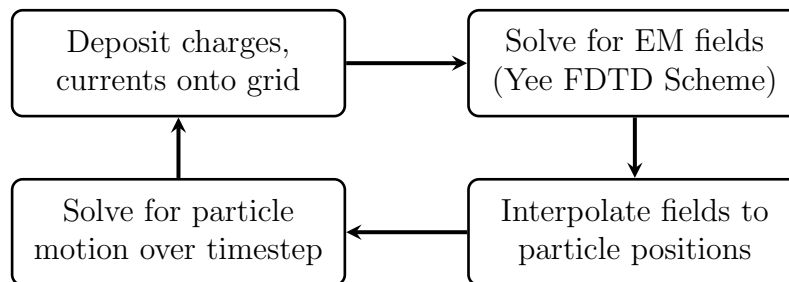 Deposit charges,
currents onto grid
Solve for EM fields
(Yee FDTD Scheme)
Solve for particle
motion over timestep
Interpolate fields to
particle positions